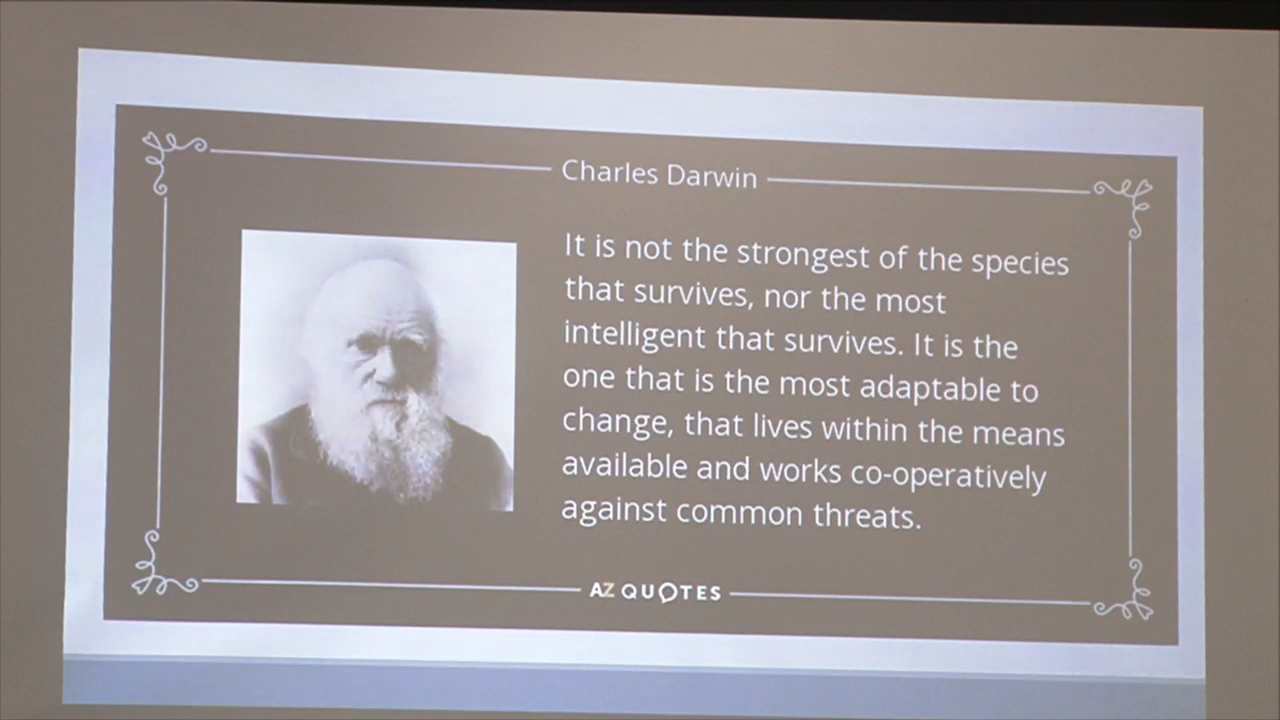 Charles Darwin
It is not the strongest of the species
that survives, nor the most
intelligent that survives. It is the
one that is the most adaptable to
change, that lives within the means
available and works co-operatively
against common threats.
AZ QUOTES